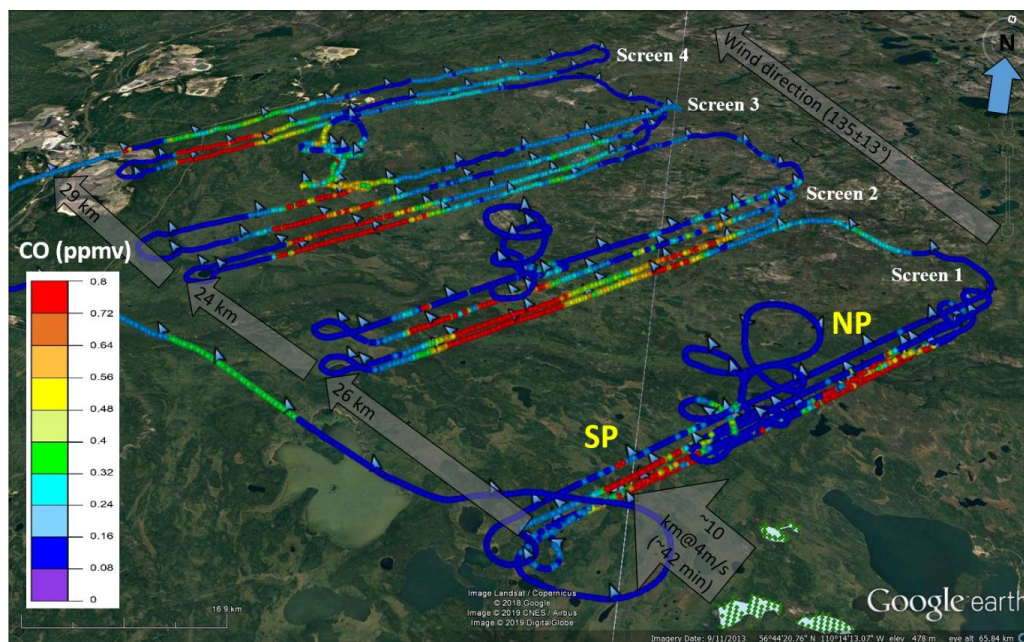 Screen 4
N
N
Wind direction (135±13°)
Screen 3
Screen 2
29 km
CO (ppmv)
0.8
0.72
0.64
0.56
0.48
0.4
0.32
0.24
0.16
0.08
0
24 km
Screen 1
NP
26 km
SP
~10
km@4m/s
(~42 min)
Image Landsat / Copernicus
© 2018 Google
Image © 2019 CNES / Airbus
Image © 2019 DigitalGlobe
16.9 km
Google earth
Imagery Date: 9/11/2013 56°44'20.76" N 110°14'13.07" W elev 478 m eye alt 65.84 km